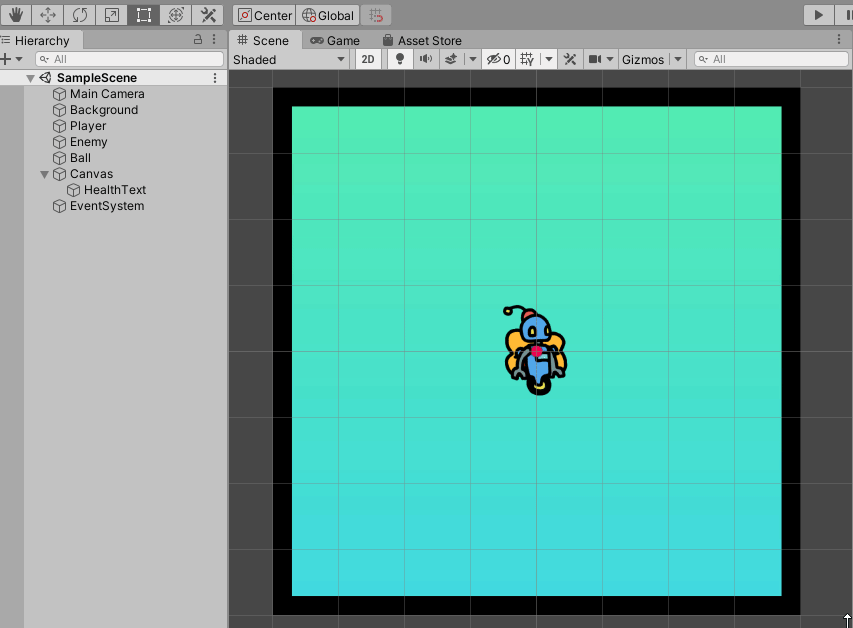 Center Global
Hierarchy
Scene Game Asset Store
All
Shaded 2D 0 Gizmos All
SampleScene
Main Camera
Background
Player
Enemy
Ball
Canvas
HealthText
EventSystem